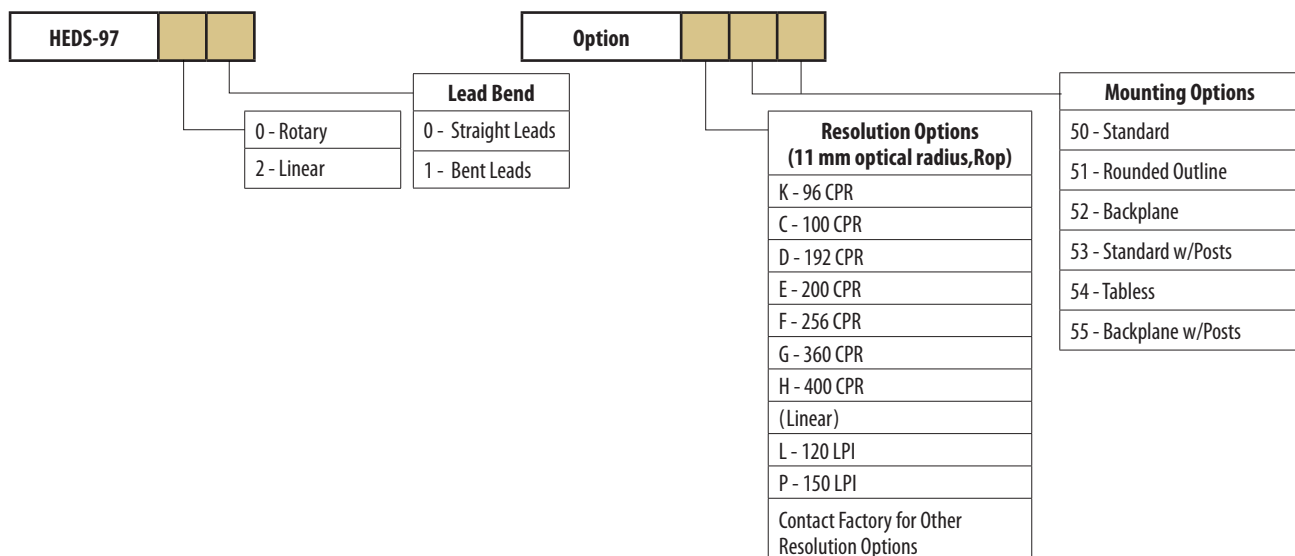 HEDS-97
Option
Lead Bend
0 - Straight Leads
1 - Bent Leads
0 - Rotary
2 - Linear
Resolution Options
(11 mm optical radius,Rop)
K - 96 CPR
C - 100 CPR
D - 192 CPR
E - 200 CPR
F - 256 CPR
G - 360 CPR
H - 400 CPR
(Linear)
L - 120 LPI
P - 150 LPI
Contact Factory for Other
Resolution Options
Mounting Options
50 - Standard
51 - Rounded Outline
52 - Backplane
53 - Standard w/Posts
54 - Tabless
55 - Backplane w/Posts